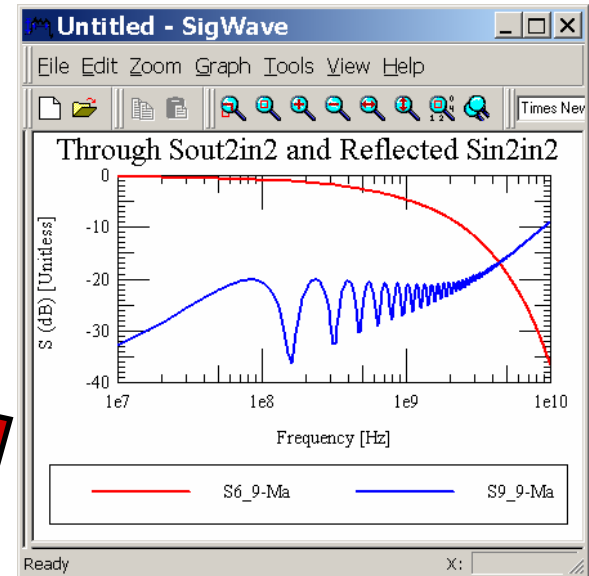 Untitled - SigWave
File Edit Zoom Graph Tools View Help
Times New
Through Sout2in2 and Reflected Sin2in2
S (dB) [Unitless]
0
-10
-20
-30
-40
1e7 1e8 1e9 1e10
Frequency [Hz]
S6_9-Ma S9_9-Ma
Ready X: